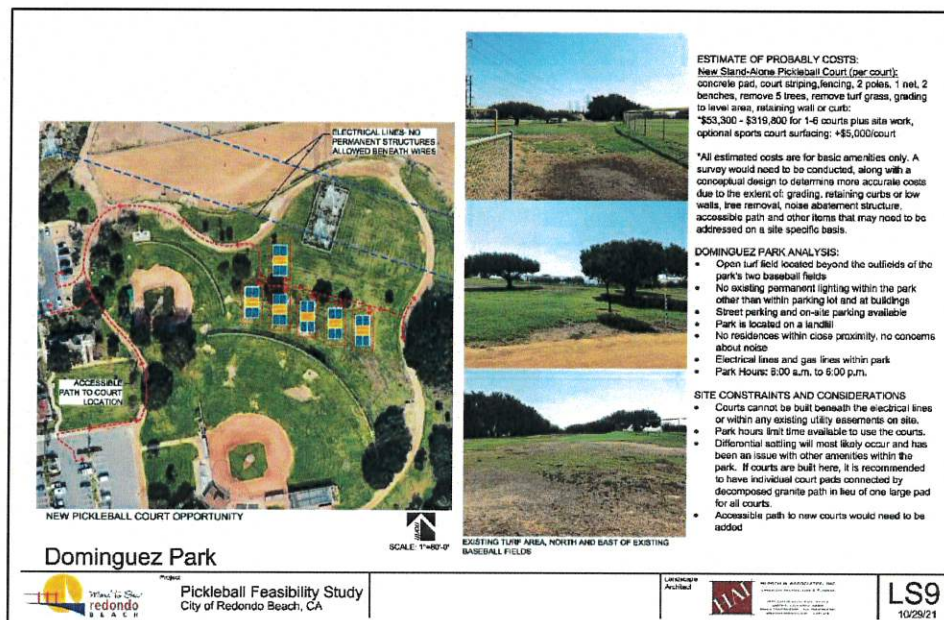 ELECTRICAL LINES- NO
PERMANENT STRUCTURES
ALLOWED BENEATH WIRES
ACCESSIBLE
PATH TO COURT
LOCATION
NEW PICKLEBALL COURT OPPORTUNITY
SCALE: 1"=60'-0"
EXISTING TURF AREA, NORTH AND EAST OF EXISTING
BASEBALL FIELDS
ESTIMATE OF PROBABLY COSTS:
New Stand-Alone Pickleball Court (per court):
concrete pad, court striping,fencing, 2 poles, 1 net, 2
benches, remove 5 trees, remove turf grass, grading
to level area, retaining wall or curb:
*$53,300 - $319,800 for 1-6 courts plus site work,
optional sports court surfacing: +$5,000/court
*All estimated costs are for basic amenities only. A
survey would need to be conducted, along with a
conceptual design to determine more accurate costs
due to the extent of: grading, retaining curbs or low
walls, tree removal, noise abatement structure,
accessible path and other items that may need to be
addressed on a site specific basis.
DOMINGUEZ PARK ANALYSIS:
• Open turf field located beyond the outfields of the
park's two baseball fields
• No existing permanent lighting within the park
other than within parking lot and at buildings
• Street parking and on-site parking available
• Park is located on a landfill
• No residences within close proximity, no concerns
about noise
• Electrical lines and gas lines within park
• Park Hours: 6:00 a.m. to 6:00 p.m.
SITE CONSTRAINTS AND CONSIDERATIONS
• Courts cannot be built beneath the electrical lines
or within any existing utility easements on site.
• Park hours limit time available to use the courts.
• Differential settling will most likely occur and has
been an issue with other amenities within the
park. If courts are built here, it is recommended
to have individual court pads connected by
decomposed granite path in lieu of one large pad
for all courts.
• Accessible path to new courts would need to be
added
Dominguez Park
More to Sea
redondo
BEACH
Project
Pickleball Feasibility Study
City of Redondo Beach, CA
Landscape
Architect
HAI
LS9
10/29/21